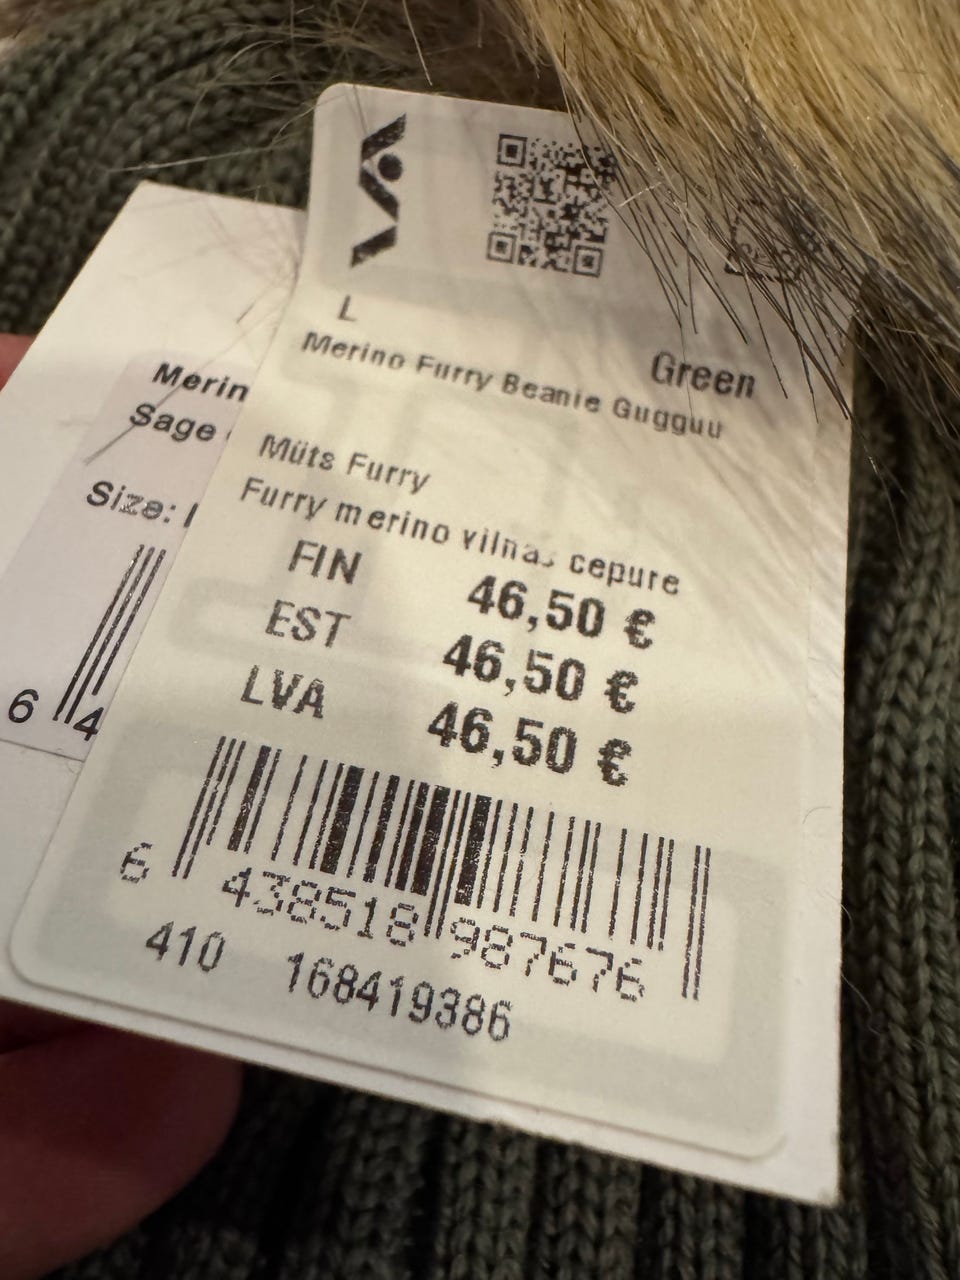 L
Green
Merino Furry Beanie Gugguu
Müts Furry
Furry merino vilnas cepure
FIN 46,50 €
EST 46,50 €
LVA 46,50 €
6 438518 987676
410 168419386
Merin
Sage
Size:
6 4